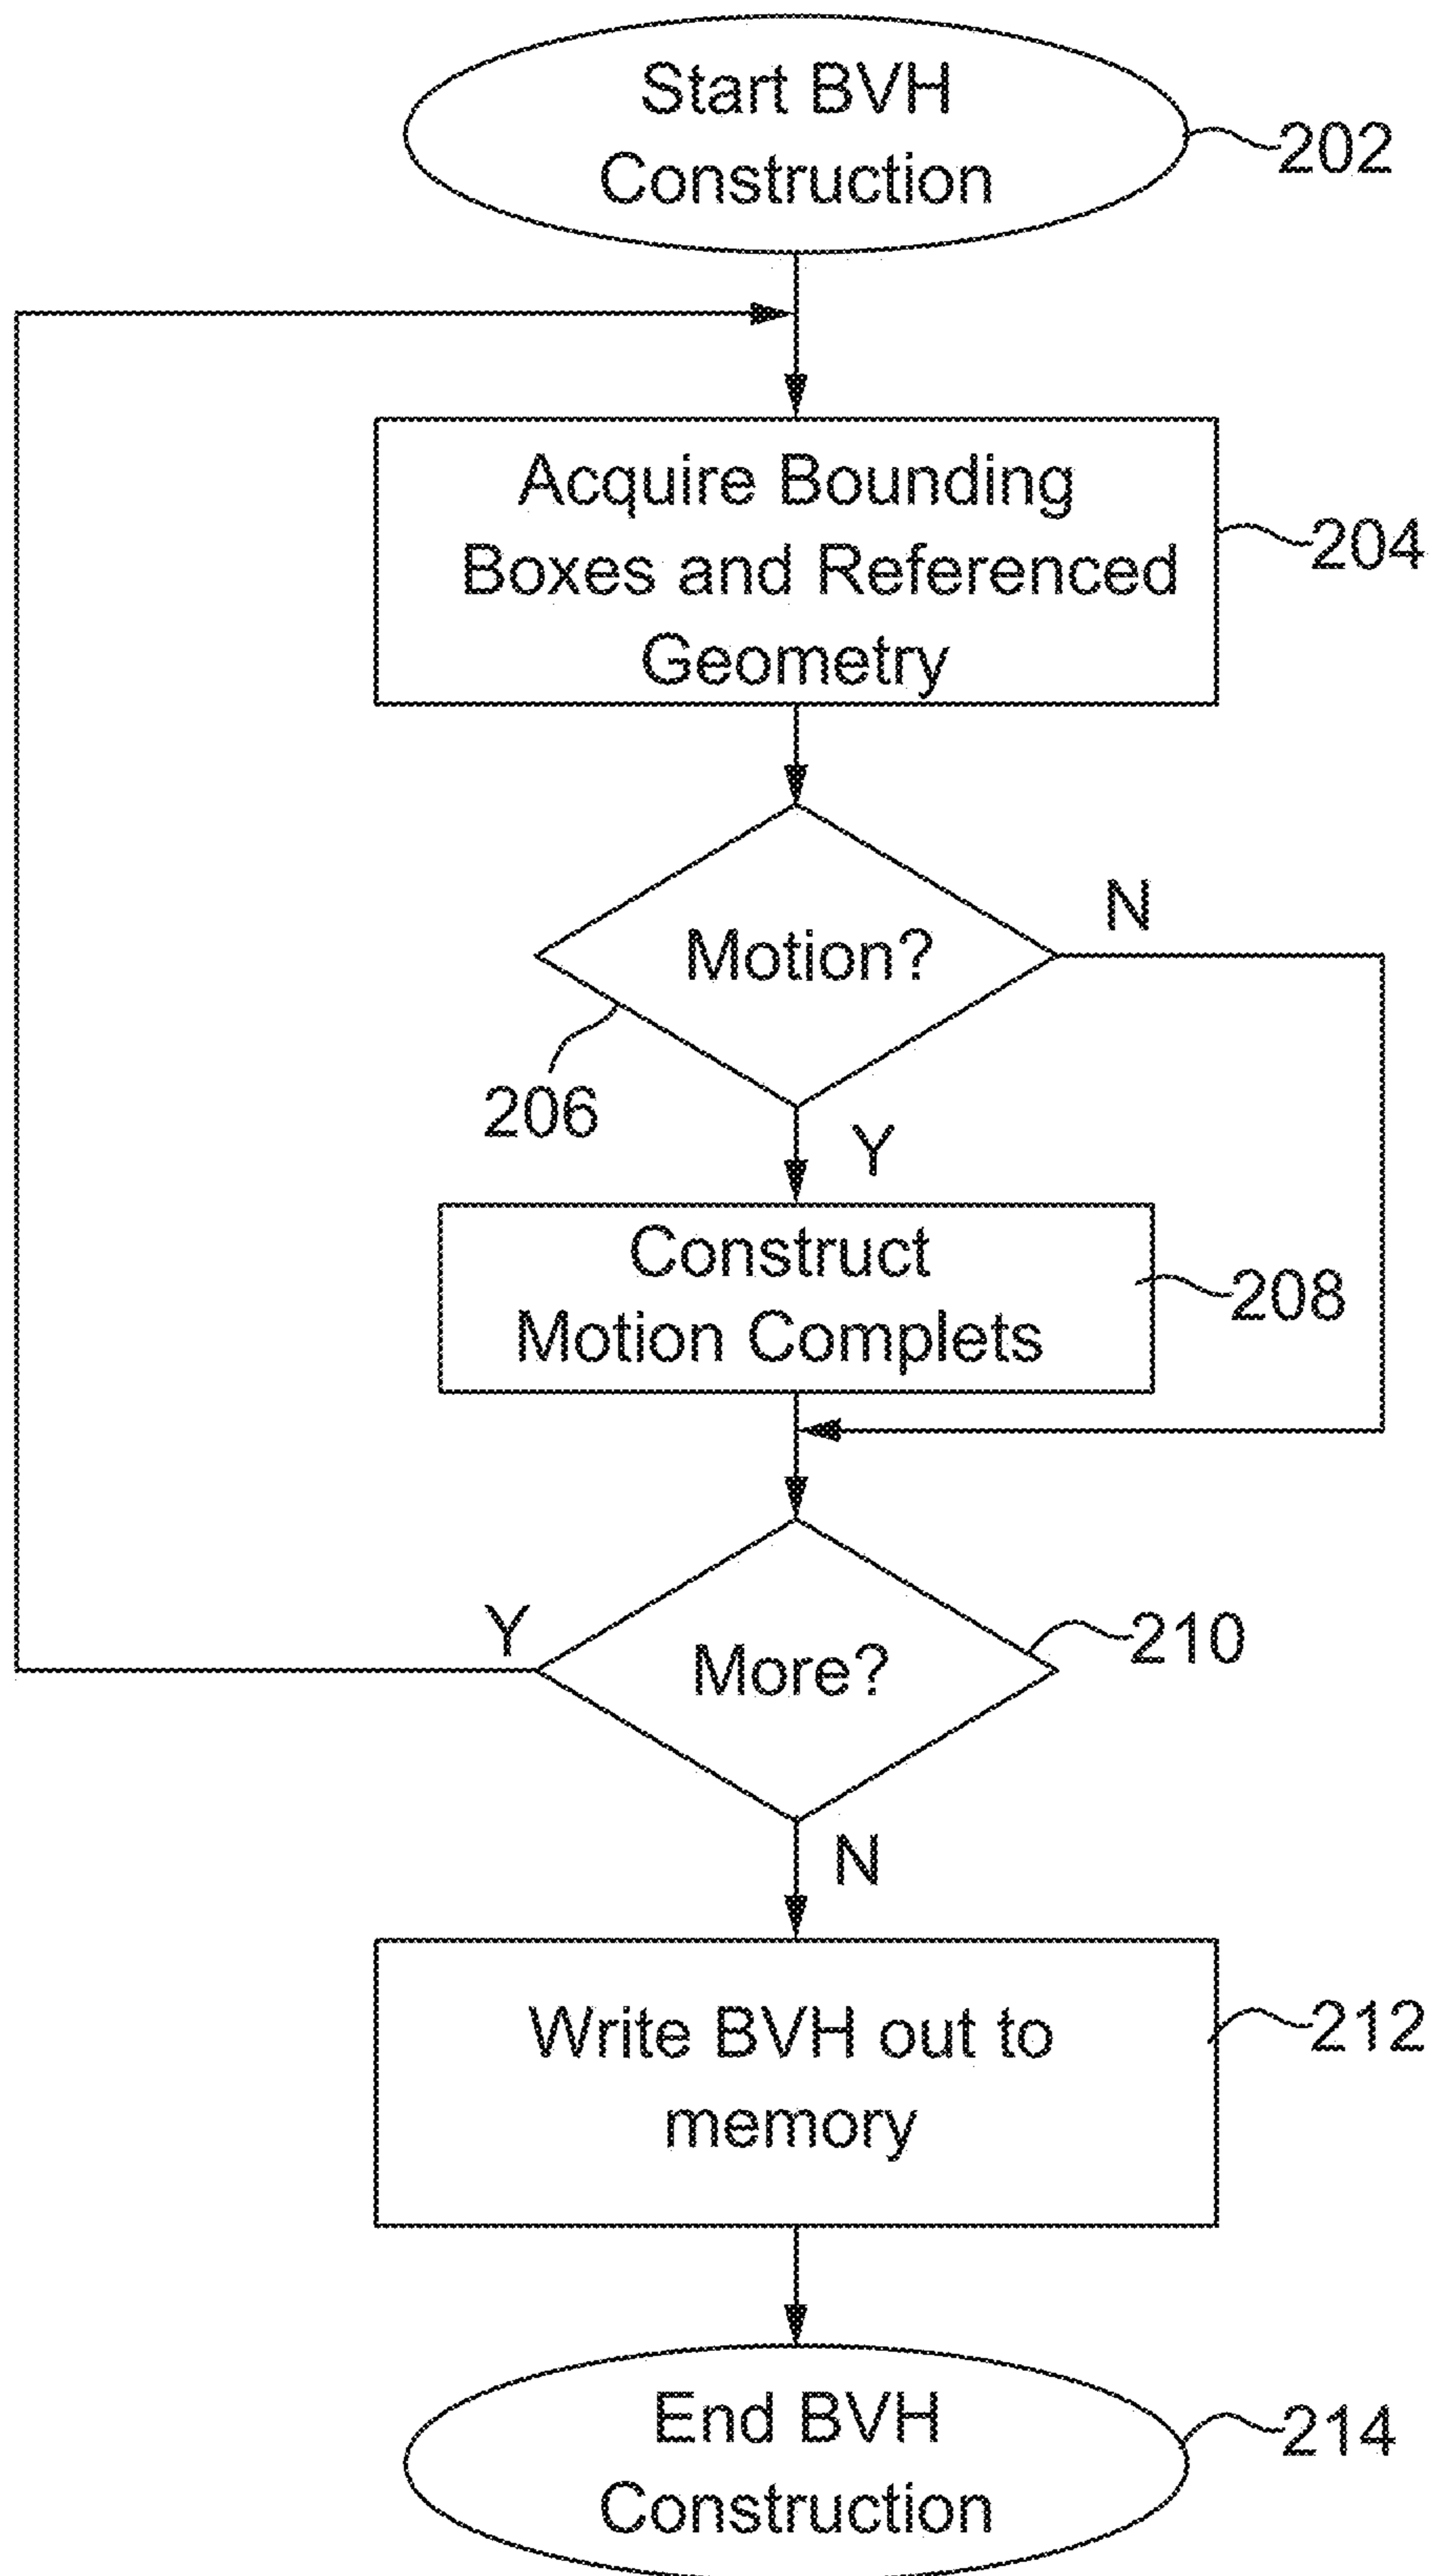 Start BVH
Construction
202
Acquire Bounding
Boxes and Referenced
Geometry
204
Motion?
N
206
Y
Construct
Motion Complets
208
More?
Y
210
N
Write BVH out to
memory
212
End BVH
Construction
214